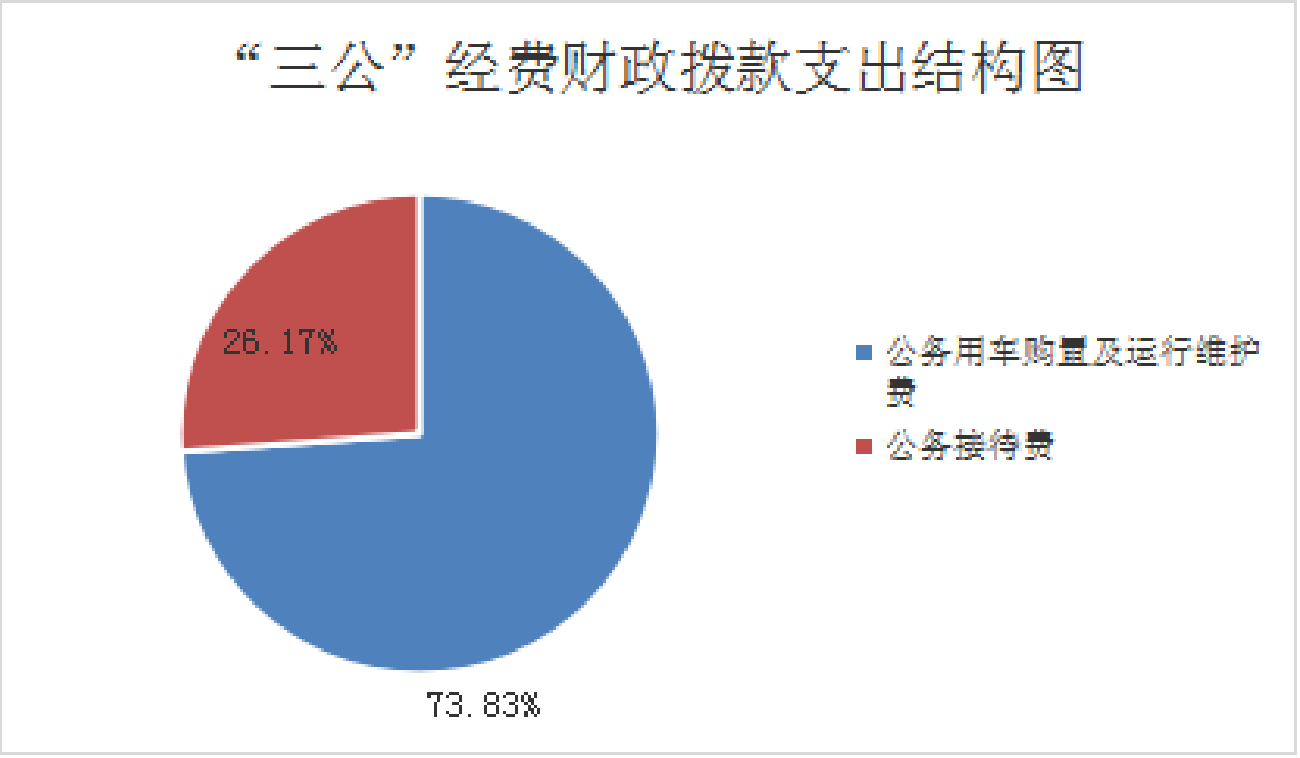 “三公”经费财政拨款支出结构图
26.17%
公务用车购置及运行维护
费
公务接待费
73.83%